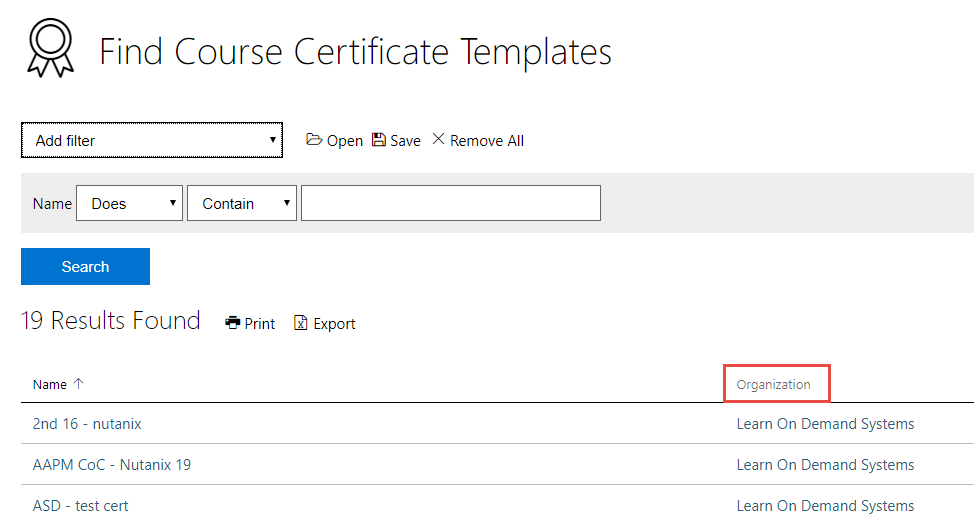 Find Course Certificate Templates
Add filter Open Save Remove All
Name Does Contain
Search
19 Results Found Print Export
Name Organization
2nd 16 - nutanix Learn On Demand Systems
AAPM CoC - Nutanix 19 Learn On Demand Systems
ASD - test cert Learn On Demand Systems